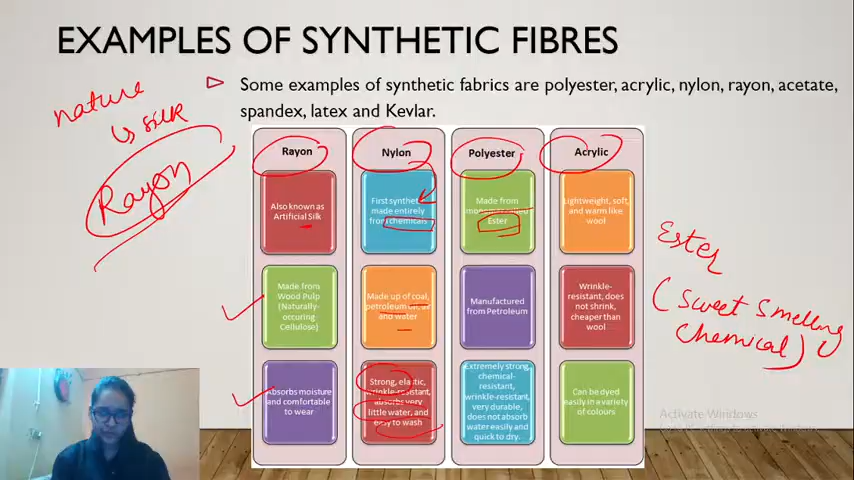 EXAMPLES OF SYNTHETIC FIBRES
Some examples of synthetic fabrics are polyester, acrylic, nylon, rayon, acetate,
spandex, latex and Kevlar.
nature
silk
Rayon
Rayon
Also known as
Artificial Silk
Made from
Wood Pulp
(Naturally-
occuring
Cellulose)
Absorbs moisture
and comfortable
to wear
Nylon
First synthetic
made entirely
from chemicals
Made up of coal,
petroleum
and water
Strong, elastic,
wrinkle-resistant,
absorbs very
little water, and
easy to wash
Polyester
Made from
Ester
Manufactured
from Petroleum
Extremely strong,
chemical-
resistant,
wrinkle-resistant,
very durable,
does not absorb
water easily and
quick to dry.
Acrylic
Lightweight, soft,
and warm like
wool
Wrinkle-
resistant, does
not shrink,
cheaper than
wool
Can be dyed
easily in a variety
of colours
Ester
(Sweet Smelling
Chemical)
Activate Windows